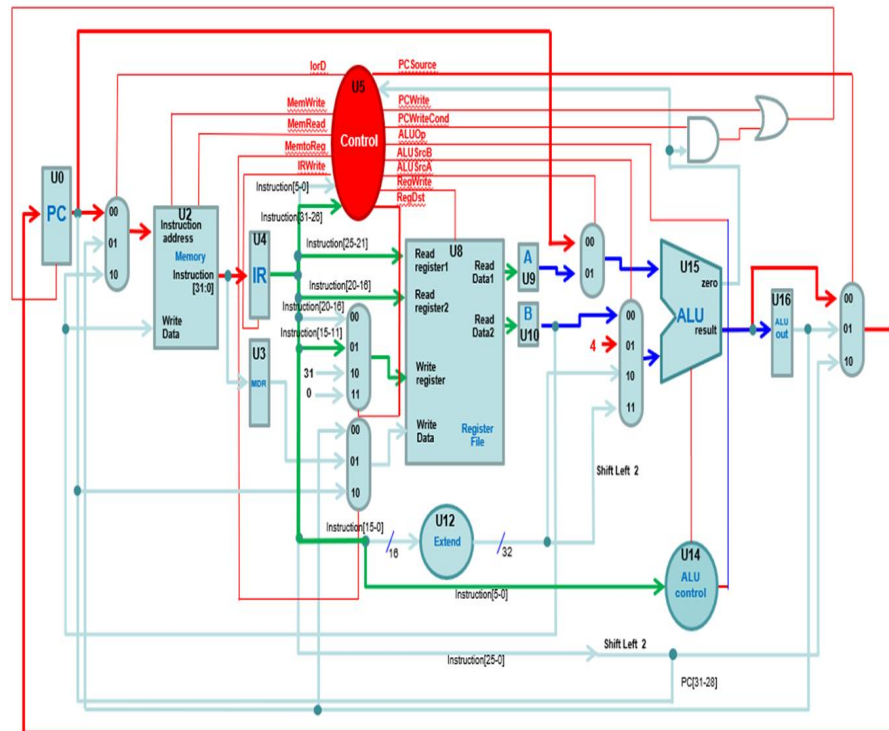 IorD
PCSource
U5
MemWrite
PCWrite
MemRead
Control
PCWriteCond
MemtoReg
ALUOp
IRWrite
ALUSrcB
ALUSrcA
RegWrite
RegDst
Instruction[5-0]
Instruction[31-26]
U0
PC
00
01
10
U2
Instruction
address
Memory
Instruction
[31:0]
Write
Data
U4
IR
U3
MDR
Instruction[25-21]
Instruction[20-16]
Instruction[20-16]
Instruction[15-11]
31
0
00
01
10
11
00
01
10
U8
Read
register1
Read
register2
Read
Data1
Read
Data2
Write
register
Write
Data
Register
File
A
U9
B
U10
00
01
4
00
01
10
11
U15
zero
ALU
result
U16
ALU
out
00
01
10
Shift Left 2
Instruction[15-0]
16
U12
Extend
32
U14
ALU
control
Instruction[5-0]
Instruction[25-0]
Shift Left 2
PC[31-28]